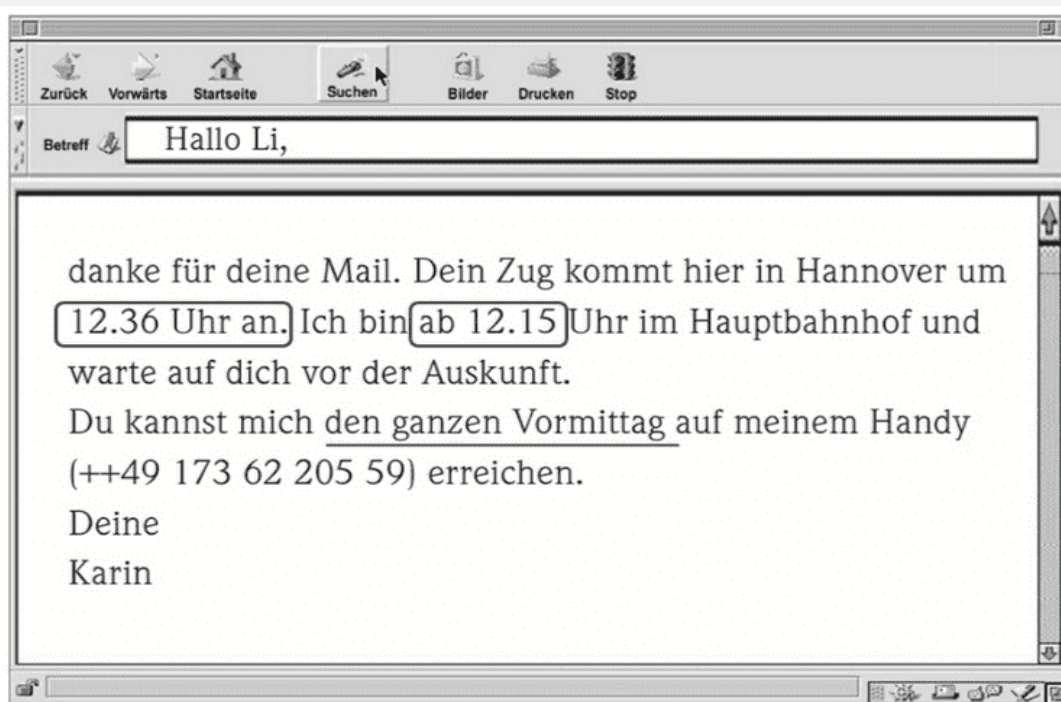 Zurück Vorwärts Startseite Suchen Bilder Drucken Stop
Betreff Hallo Li,
danke für deine Mail. Dein Zug kommt hier in Hannover um
12.36 Uhr an. Ich bin ab 12.15 Uhr im Hauptbahnhof und
warte auf dich vor der Auskunft.
Du kannst mich den ganzen Vormittag auf meinem Handy
(++49 173 62 205 59) erreichen.
Deine
Karin